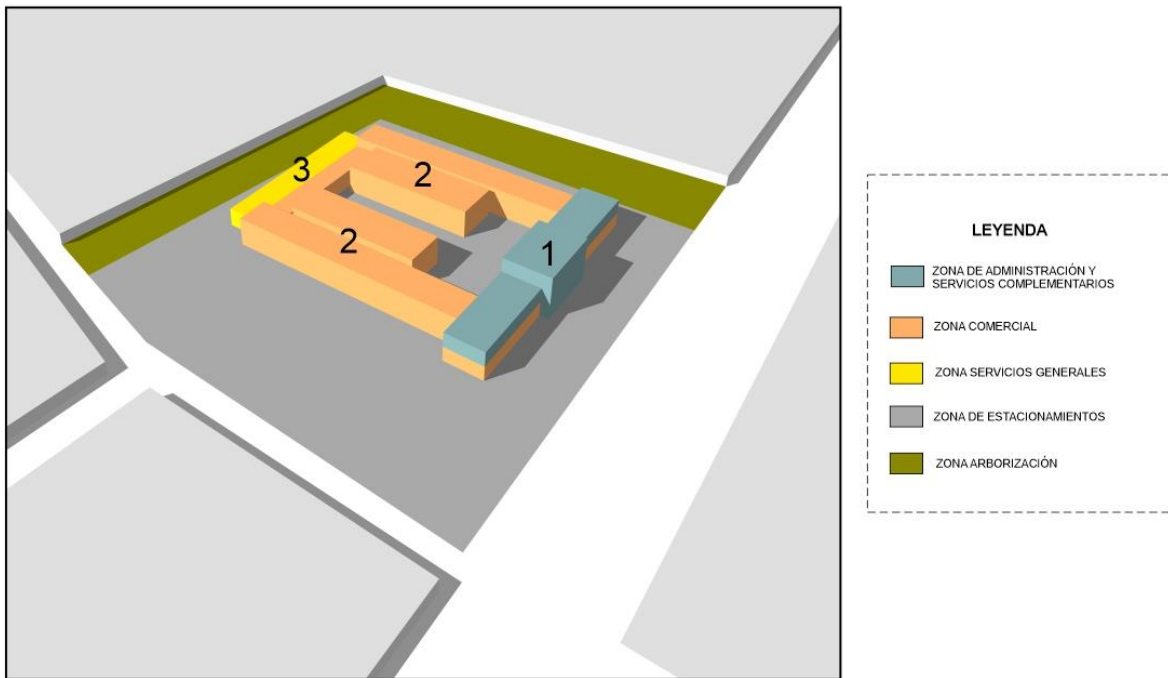 3
2
2
1
LEYENDA
ZONA DE ADMINISTRACIÓN Y
SERVICIOS COMPLEMENTARIOS
ZONA COMERCIAL
ZONA SERVICIOS GENERALES
ZONA DE ESTACIONAMIENTOS
ZONA ARBORIZACIÓN